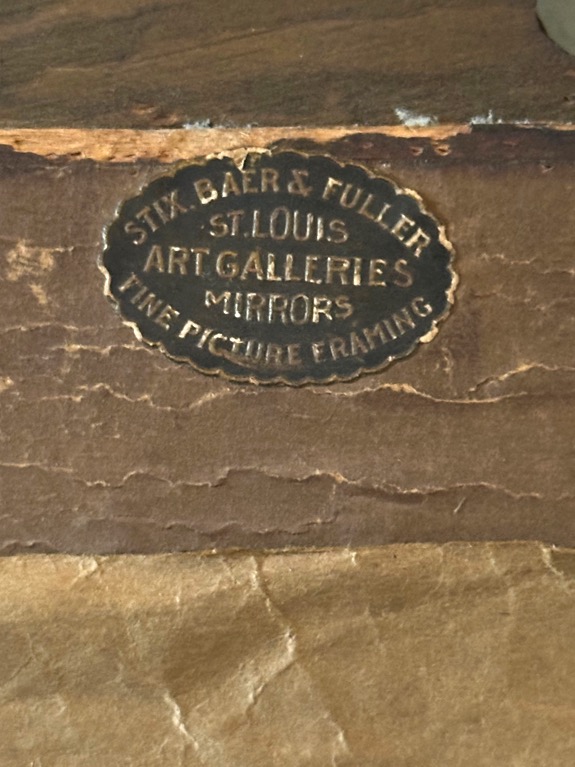 STIX. BAER & FULLER
ST. LOUIS
ART GALLERIES
MIRRORS
FINE PICTURE FRAMING